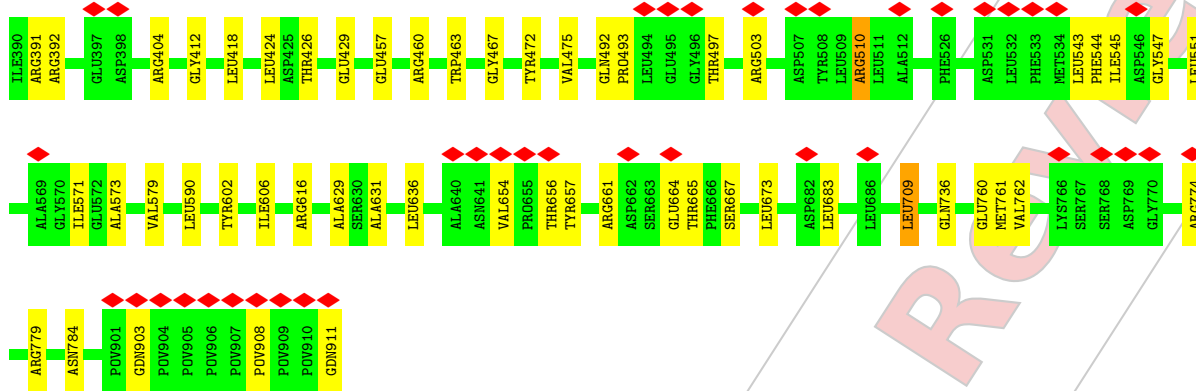 ILE390
ARG391
ARG392
GLU397
ASP398
ARG404
GLY412
LEU418
LEU424
ASP425
THR426
GLU429
GLU457
ARG460
TRP463
GLY467
TYR472
VAL475
GLN492
PRO493
LEU494
GLU495
GLY496
THR497
ARG503
ASP507
TYR508
LEU509
ARG510
LEU511
ALA512
PHE526
ASP531
LEU532
PHE533
MET534
LEU543
PHE544
ILE545
ASP546
GLY547
LEU551
ALA569
GLY570
ILE571
GLU572
ALA573
VAL579
LEU590
TYR602
ILE606
ARG616
ALA629
SER630
ALA631
LEU636
ALA640
ASN641
VAL654
PRO655
THR656
TYR657
ARG661
ASP662
SER663
GLU664
THR665
PHE666
SER667
LEU673
ASP682
LEU683
LEU686
LEU709
GLN736
GLU760
MET761
VAL762
LYS766
SER767
SER768
ASP769
GLY770
ARG774
ARG779
ASN784
POV901
GDN903
POV904
POV905
POV906
POV907
POV908
POV909
POV910
GDN911